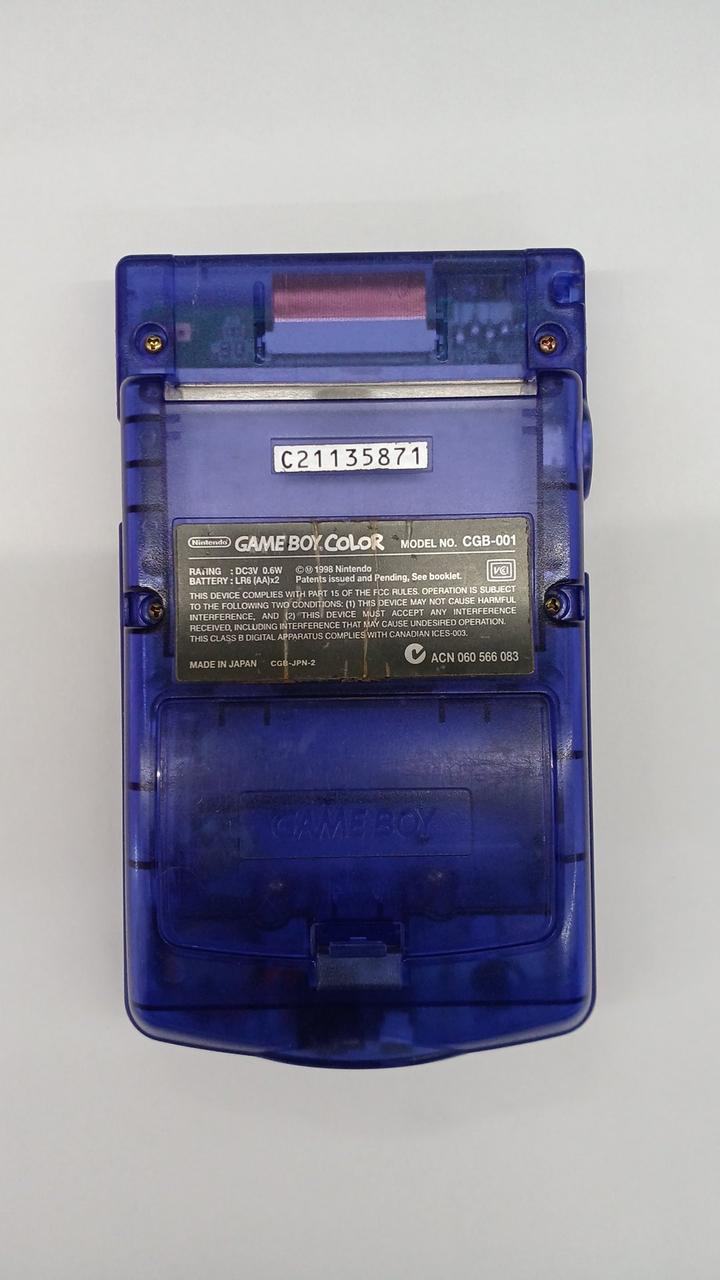 C21135871
Nintendo GAME BOY COLOR MODEL NO. CGB-001
RATING : DC3V 0.6W ©Ⓜ1998 Nintendo
BATTERY : LR6 (AA)x2 Patents issued and Pending, See booklet.
VCI
THIS DEVICE COMPLIES WITH PART 15 OF THE FCC RULES. OPERATION IS SUBJECT
TO THE FOLLOWING TWO CONDITIONS: (1) THIS DEVICE MAY NOT CAUSE HARMFUL
INTERFERENCE, AND (2) THIS DEVICE MUST ACCEPT ANY INTERFERENCE
RECEIVED, INCLUDING INTERFERENCE THAT MAY CAUSE UNDESIRED OPERATION.
THIS CLASS B DIGITAL APPARATUS COMPLIES WITH CANADIAN ICES-003.
MADE IN JAPAN CGB-JPN-2 ACN 060 566 083
GAME BOY